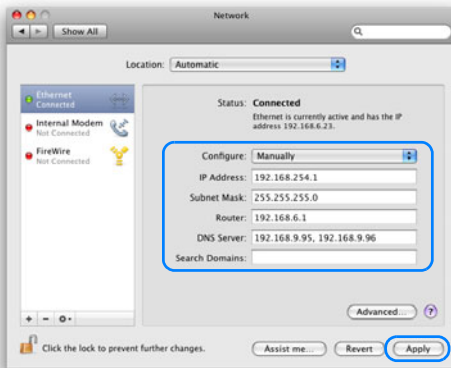 Network
Show All
Location: Automatic
Ethernet
Connected
Internal Modem
Not Connected
FireWire
Not Connected
Status: Connected
Ethernet is currently active and has the IP
address 192.168.6.23.
Configure: Manually
IP Address: 192.168.254.1
Subnet Mask: 255.255.255.0
Router: 192.168.6.1
DNS Server: 192.168.9.95, 192.168.9.96
Search Domains:
Advanced... ?
Click the lock to prevent further changes.
Assist me... Revert Apply